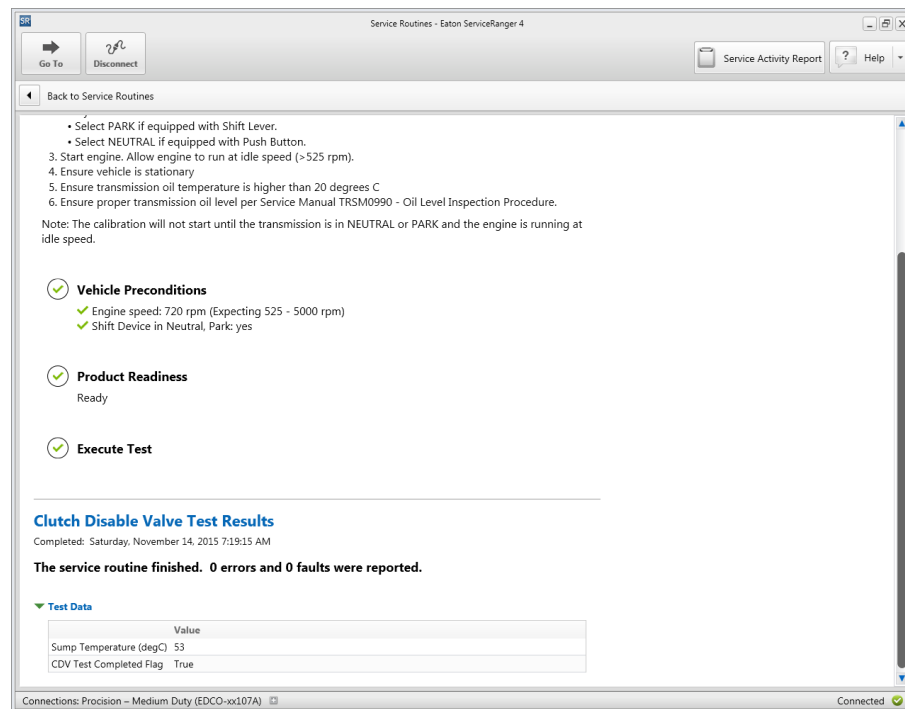 SR
Service Routines - Eaton ServiceRanger 4
Go To
Disconnect
Service Activity Report
? Help
Back to Service Routines
• Select PARK if equipped with Shift Lever.
• Select NEUTRAL if equipped with Push Button.
3. Start engine. Allow engine to run at idle speed (>525 rpm).
4. Ensure vehicle is stationary
5. Ensure transmission oil temperature is higher than 20 degrees C
6. Ensure proper transmission oil level per Service Manual TRSM0990 - Oil Level Inspection Procedure.
Note: The calibration will not start until the transmission is in NEUTRAL or PARK and the engine is running at
idle speed.
Vehicle Preconditions
Engine speed: 720 rpm (Expecting 525 - 5000 rpm)
Shift Device in Neutral, Park: yes
Product Readiness
Ready
Execute Test
Clutch Disable Valve Test Results
Completed: Saturday, November 14, 2015 7:19:15 AM
The service routine finished. 0 errors and 0 faults were reported.
Test Data
Value
Sump Temperature (degC) 53
CDV Test Completed Flag True
Connections: Precision – Medium Duty (EDCO-xx107A)
Connected